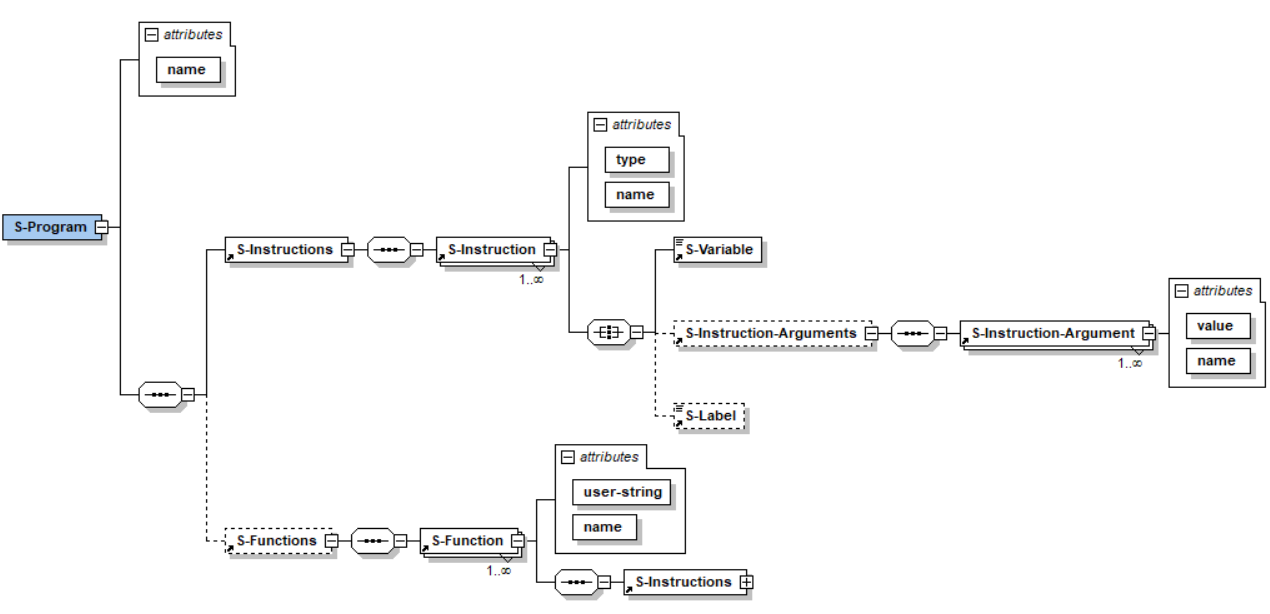 attributes
name
attributes
type
name
S-Program
S-Instructions
S-Instruction
1..∞
S-Variable
attributes
value
name
S-Instruction-Arguments
S-Instruction-Argument
1..∞
S-Label
attributes
user-string
name
S-Functions
S-Function
1..∞
S-Instructions